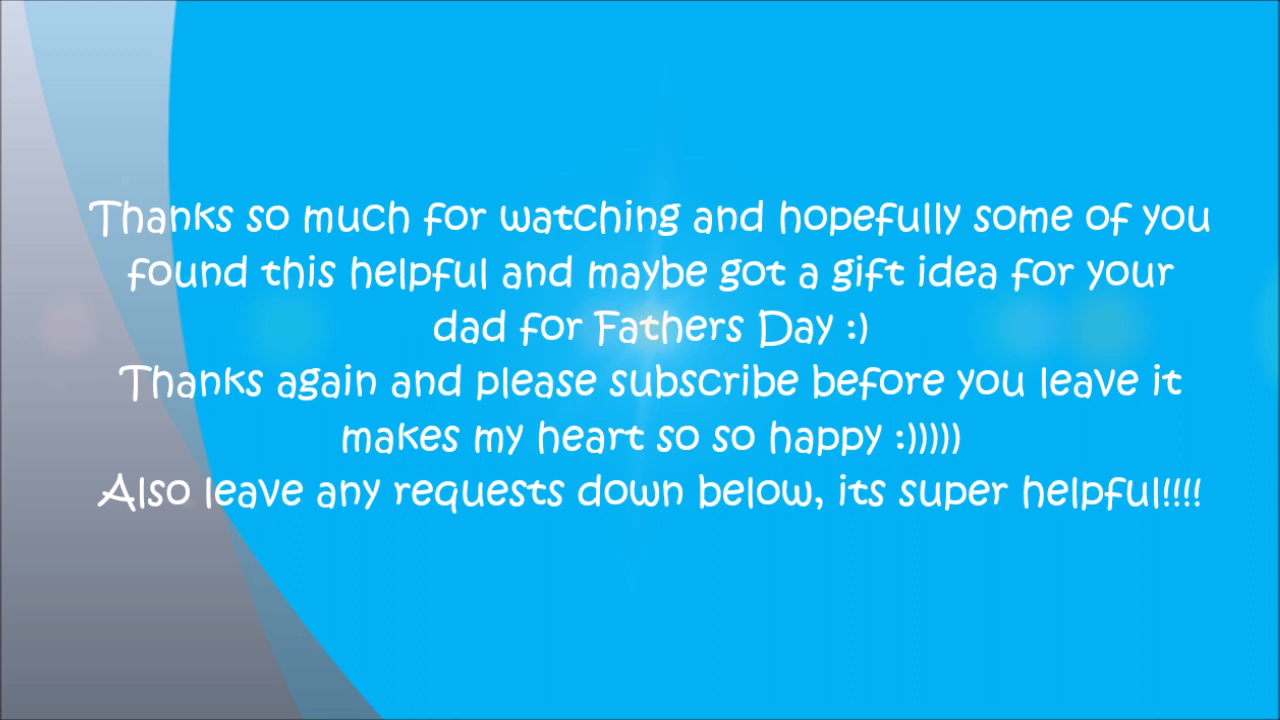 Thanks so much for watching and hopefully some of you
found this helpful and maybe got a gift idea for your
dad for Fathers Day :)
Thanks again and please subscribe before you leave it
makes my heart so so happy :)))))
Also leave any requests down below, its super helpful!!!!